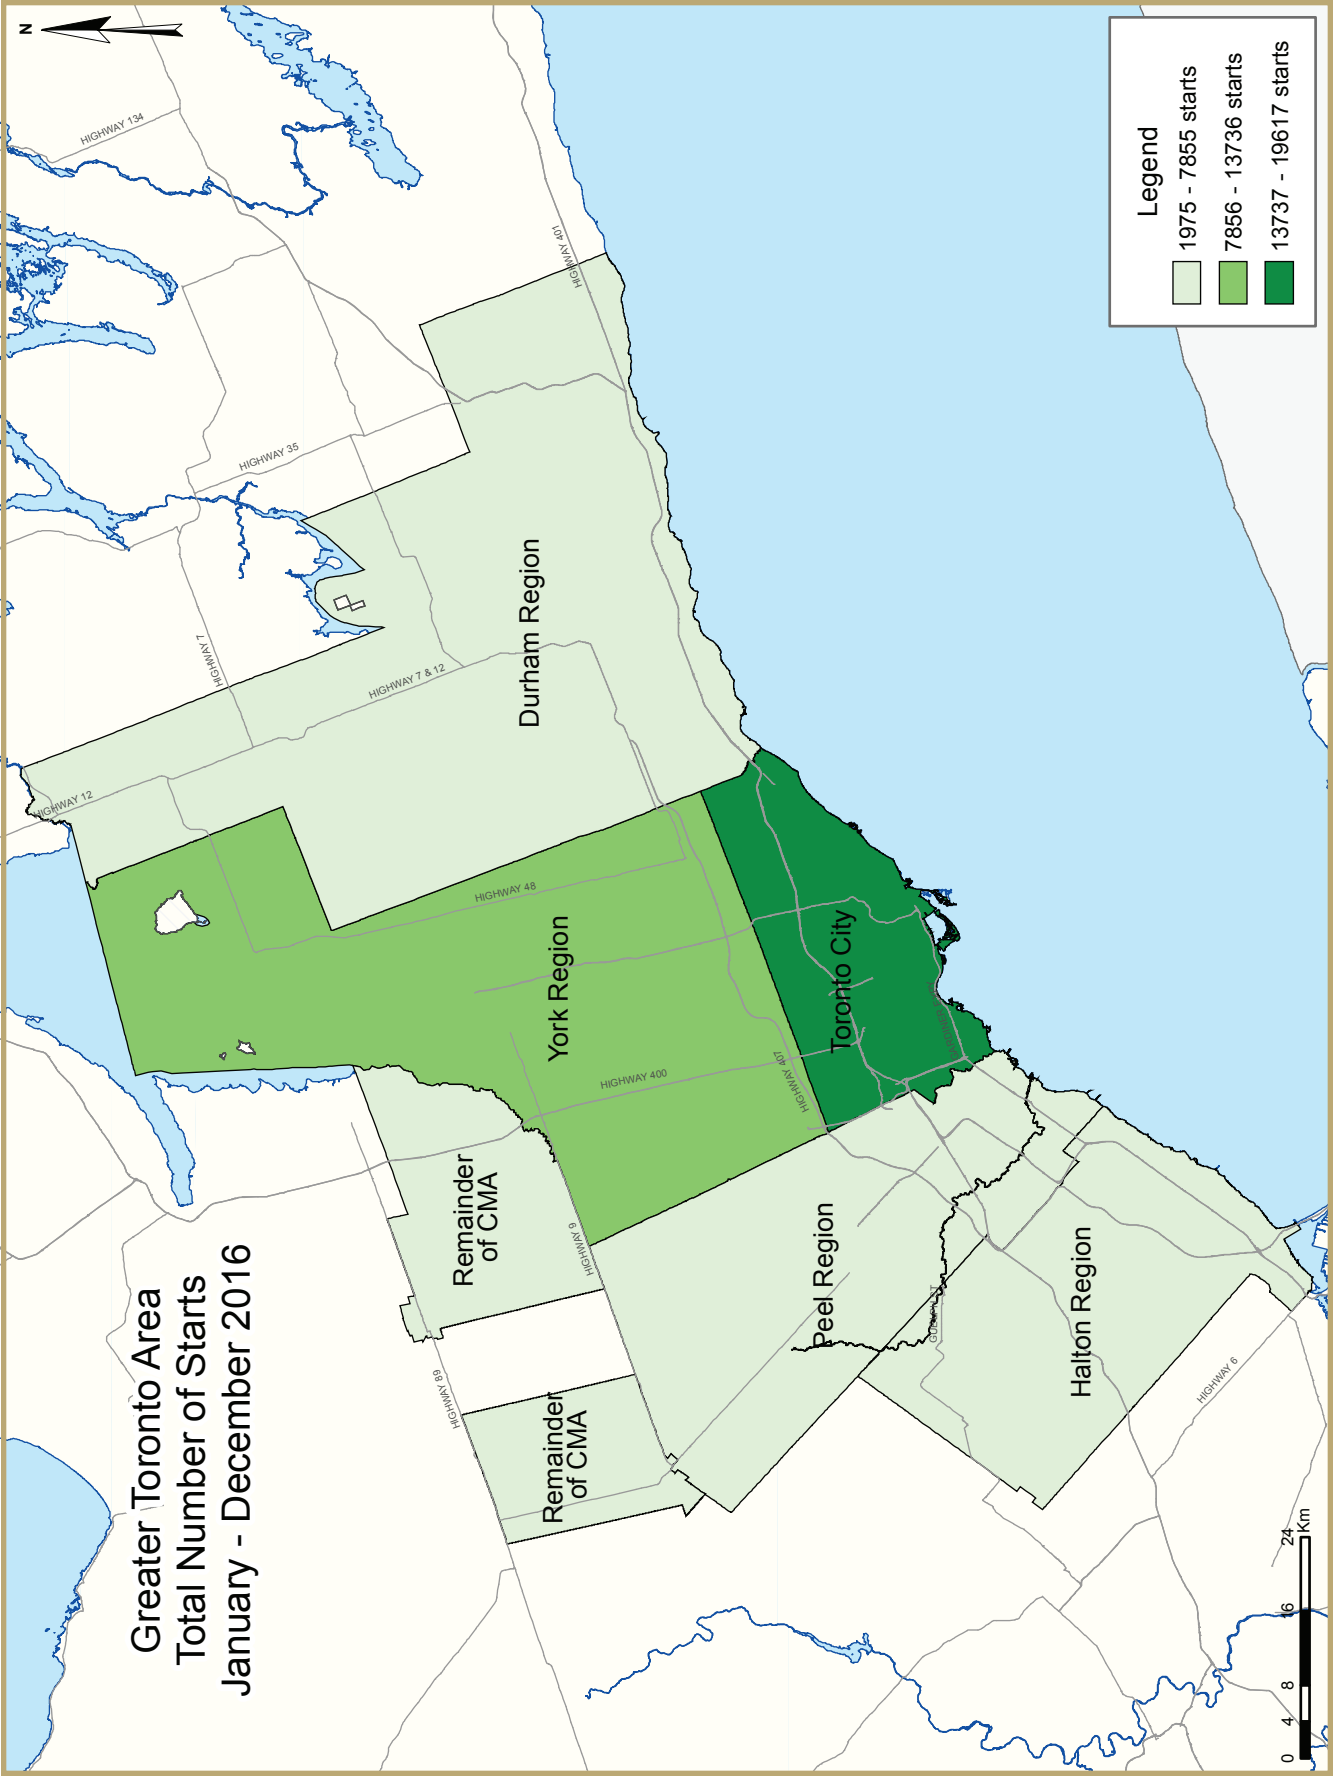 Greater Toronto Area
Total Number of Starts
January - December 2016
N
HIGHWAY 134
HIGHWAY 401
HIGHWAY 35
HIGHWAY 7
HIGHWAY 7 & 12
HIGHWAY 12
Durham Region
HIGHWAY 48
York Region
HIGHWAY 400
HIGHWAY 407
Toronto City
Remainder
of CMA
HIGHWAY 9
HIGHWAY 89
Remainder
of CMA
Peel Region
Halton Region
HIGHWAY 6
Legend
1975 - 7855 starts
7856 - 13736 starts
13737 - 19617 starts
0 4 8 16 24
Km